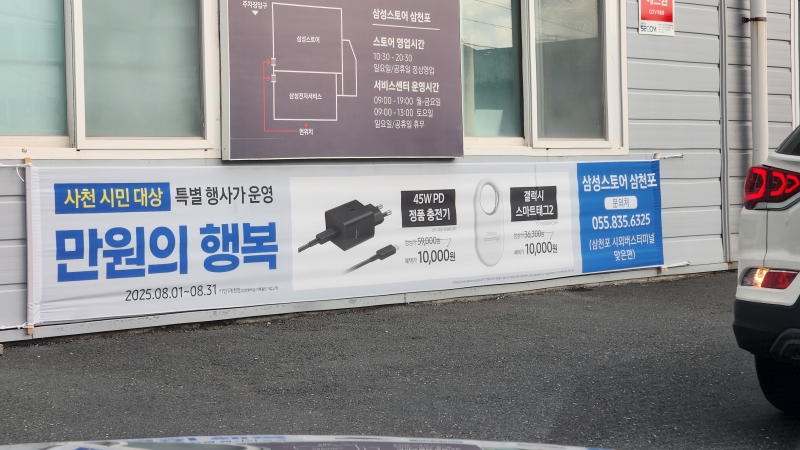 주차장입구
삼성스토어
삼성전자서비스
현위치
삼성스토어 삼천포
스토어 영업시간
10:30 - 20:30
일요일/공휴일 정상영업
서비스센터 운영시간
09:00 - 19:00 월-금요일
09:00 - 13:00 토요일
일요일/공휴일 휴무
SECOM
사천 시민 대상 특별 행사가 운영
만원의 행복
2025.08.01~08.31
45W PD
정품 충전기
59,000원
10,000원
갤럭시
스마트태그2
36,300원
10,000원
삼성스토어 삼천포
문의처
055.835.6325
(삼천포 시외버스터미널
맞은편)